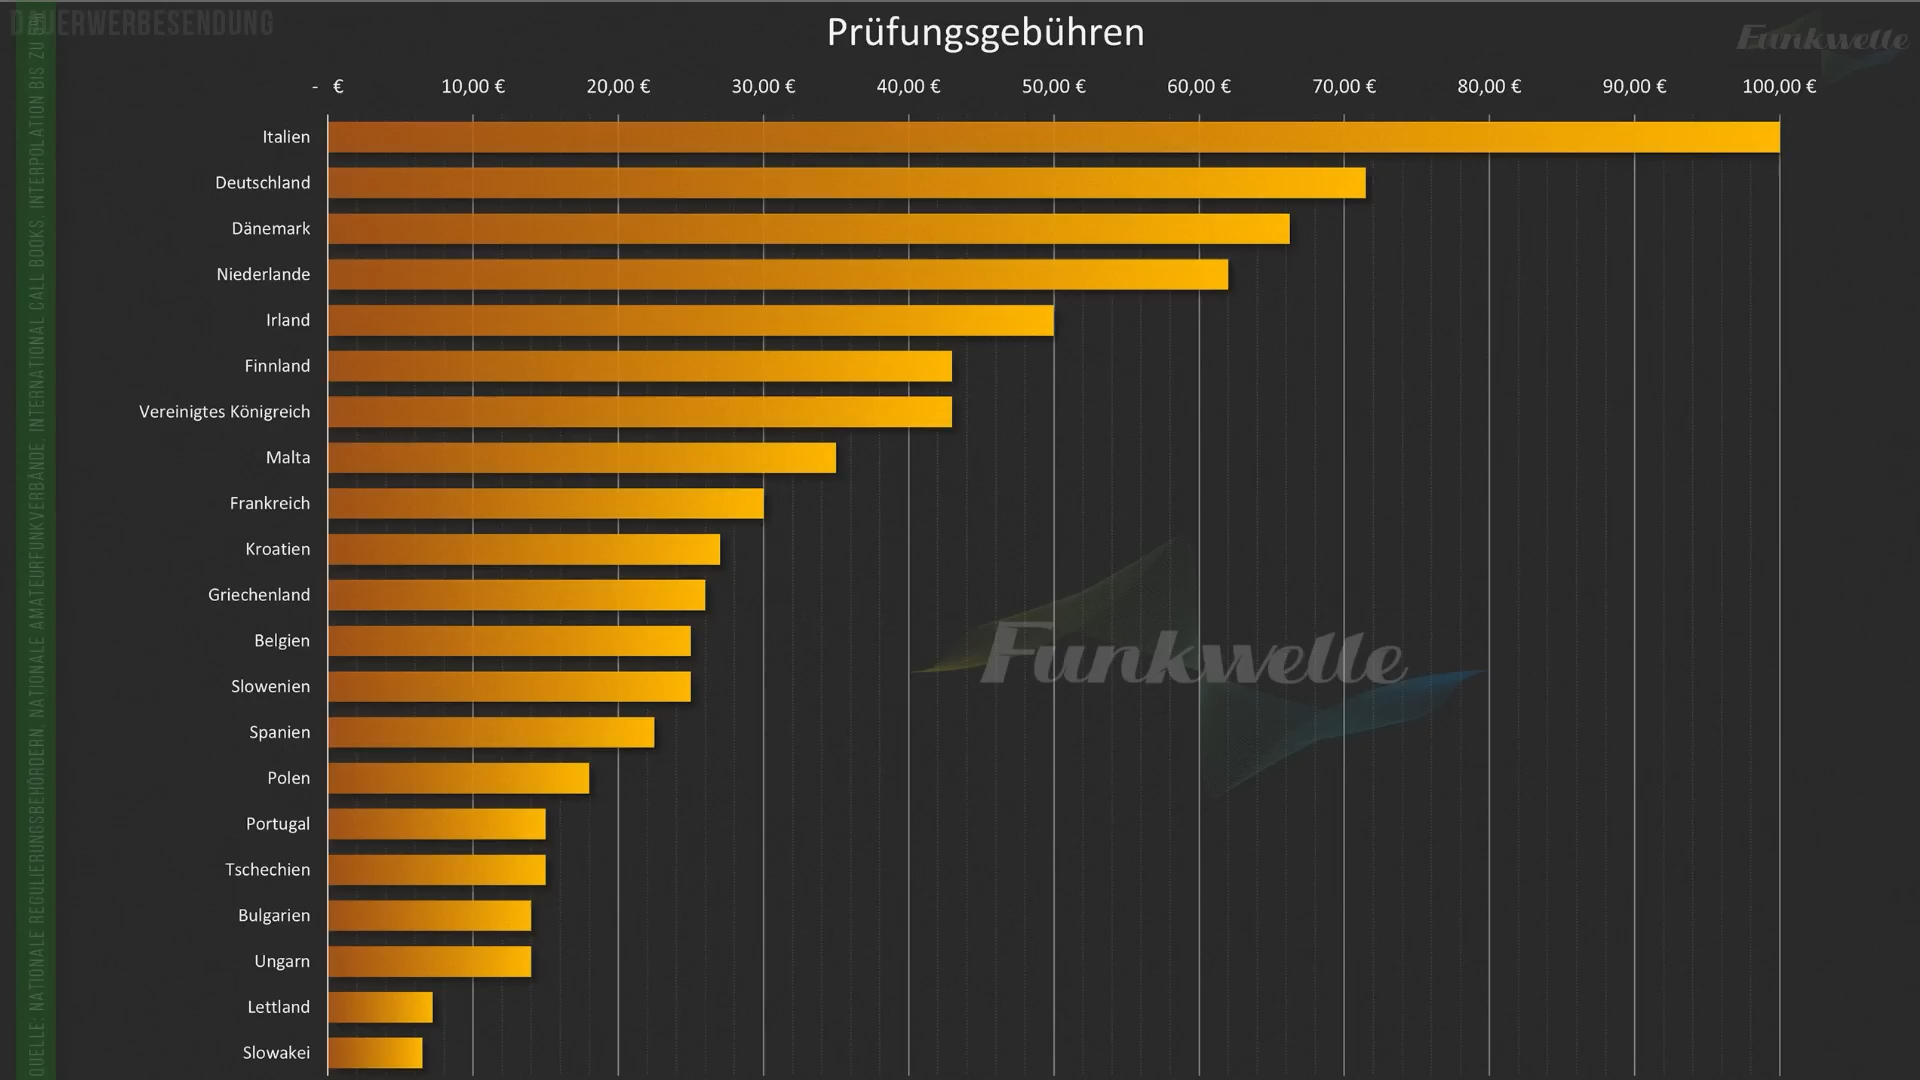 DAUERWERBESENDUNG
Prüfungsgebühren
Funkwelle
- €
10,00 €
20,00 €
30,00 €
40,00 €
50,00 €
60,00 €
70,00 €
80,00 €
90,00 €
100,00 €
Italien
Deutschland
Dänemark
Niederlande
Irland
Finnland
Vereinigtes Königreich
Malta
Frankreich
Kroatien
Griechenland
Belgien
Slowenien
Spanien
Polen
Portugal
Tschechien
Bulgarien
Ungarn
Lettland
Slowakei
Funkwelle
QUELLE: NATIONALE REGULIERUNGSBEHÖRDEN, NATIONALE AMATEURFUNKVERBÄNDE, INTERNATIONAL CALL BOOKS, INTERPOLATION BIS ZU